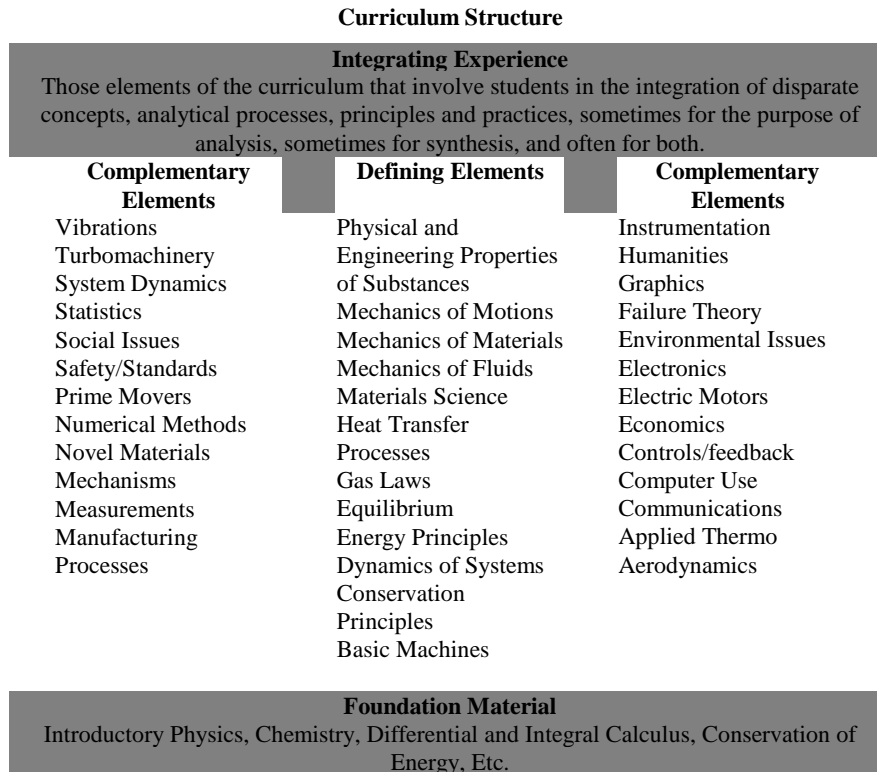 Curriculum Structure
Integrating Experience
Those elements of the curriculum that involve students in the integration of disparate
concepts, analytical processes, principles and practices, sometimes for the purpose of
analysis, sometimes for synthesis, and often for both.
Complementary
Elements
Vibrations
Turbomachinery
System Dynamics
Statistics
Social Issues
Safety/Standards
Prime Movers
Numerical Methods
Novel Materials
Mechanisms
Measurements
Manufacturing
Processes
Defining Elements
Physical and
Engineering Properties
of Substances
Mechanics of Motions
Mechanics of Materials
Mechanics of Fluids
Materials Science
Heat Transfer
Processes
Gas Laws
Equilibrium
Energy Principles
Dynamics of Systems
Conservation
Principles
Basic Machines
Complementary
Elements
Instrumentation
Humanities
Graphics
Failure Theory
Environmental Issues
Electronics
Electric Motors
Economics
Controls/feedback
Computer Use
Communications
Applied Thermo
Aerodynamics
Foundation Material
Introductory Physics, Chemistry, Differential and Integral Calculus, Conservation of
Energy, Etc.